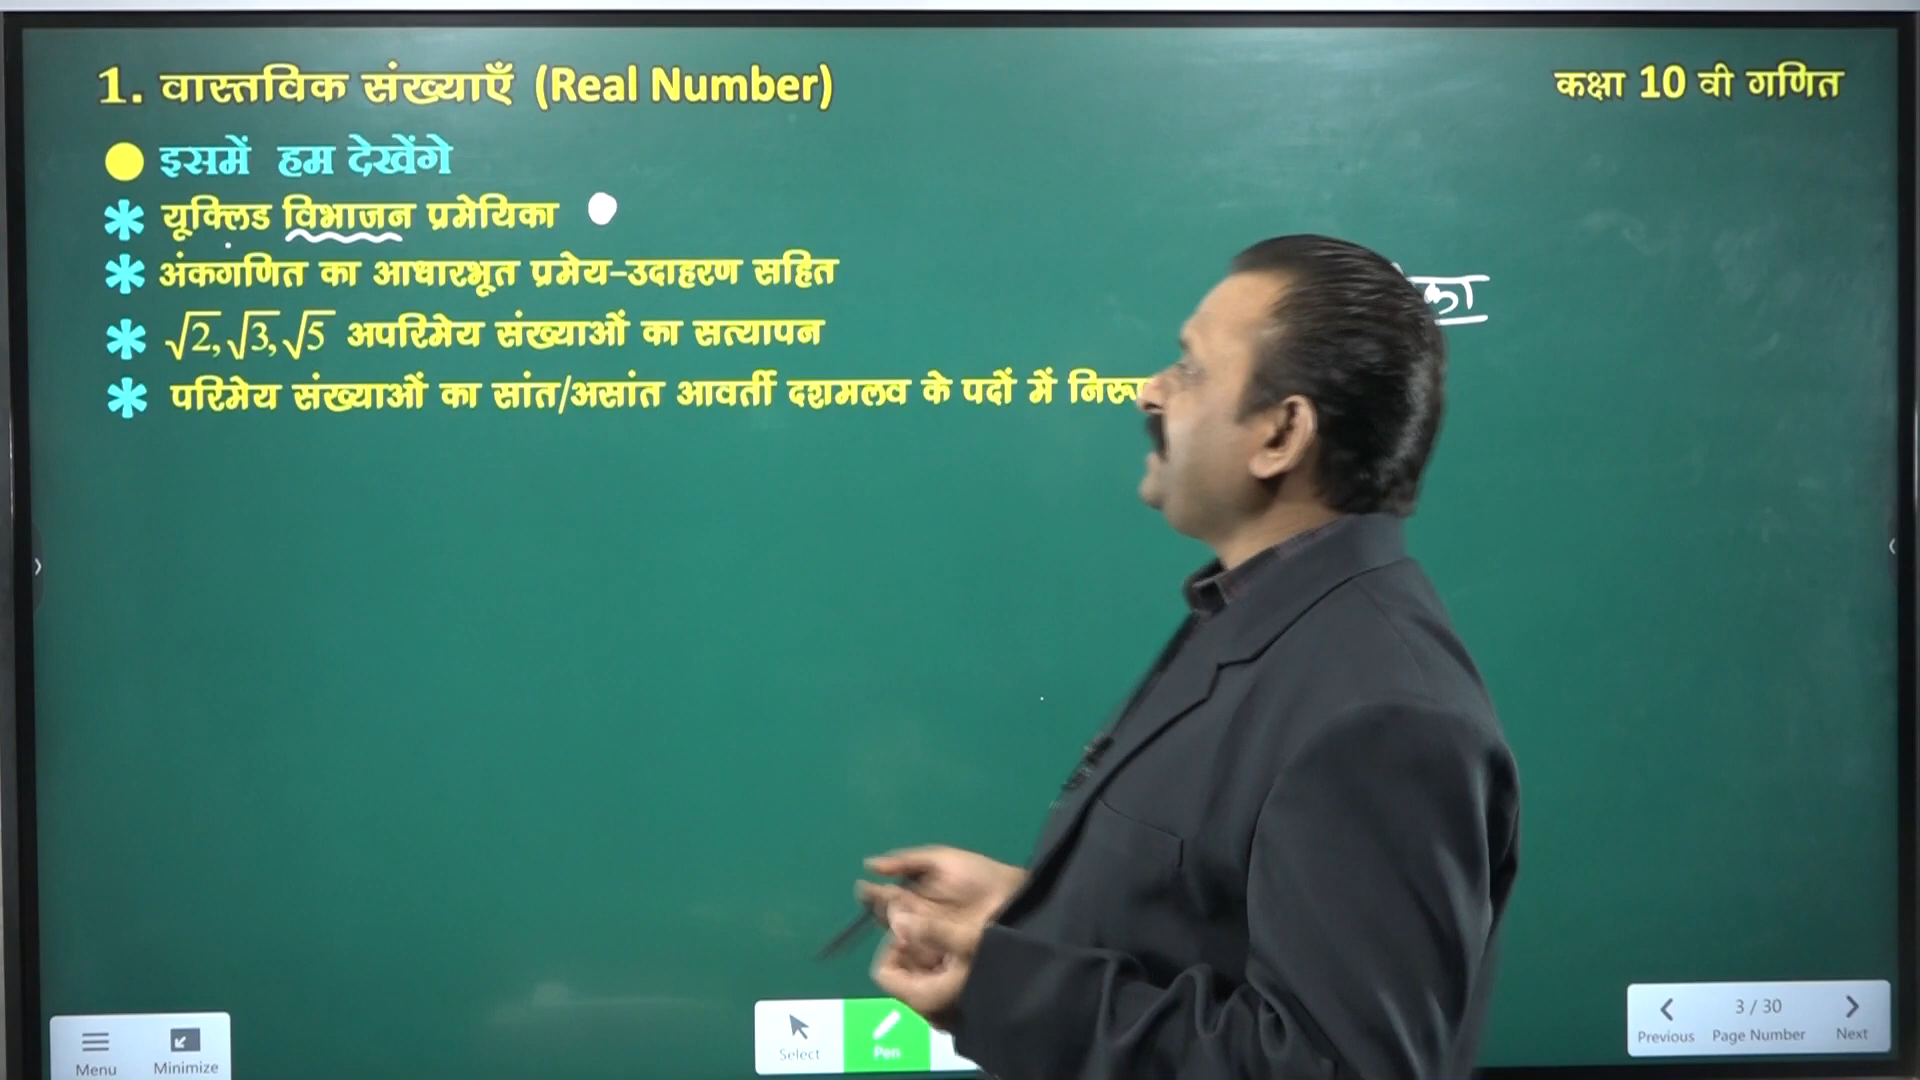 1. वास्तविक संख्याएँ (Real Number)
कक्षा 10 वी गणित
इसमें हम देखेंगे
यूक्लिड विभाजन प्रमेयिका
अंकगणित का आधारभूत प्रमेय-उदाहरण सहित
√2, √3, √5 अपरिमेय संख्याओं का सत्यापन
परिमेय संख्याओं का सांत/असांत आवर्ती दशमलव के पदों में
Menu
Minimize
Select
Pen
3 / 30
Previous Page Number Next